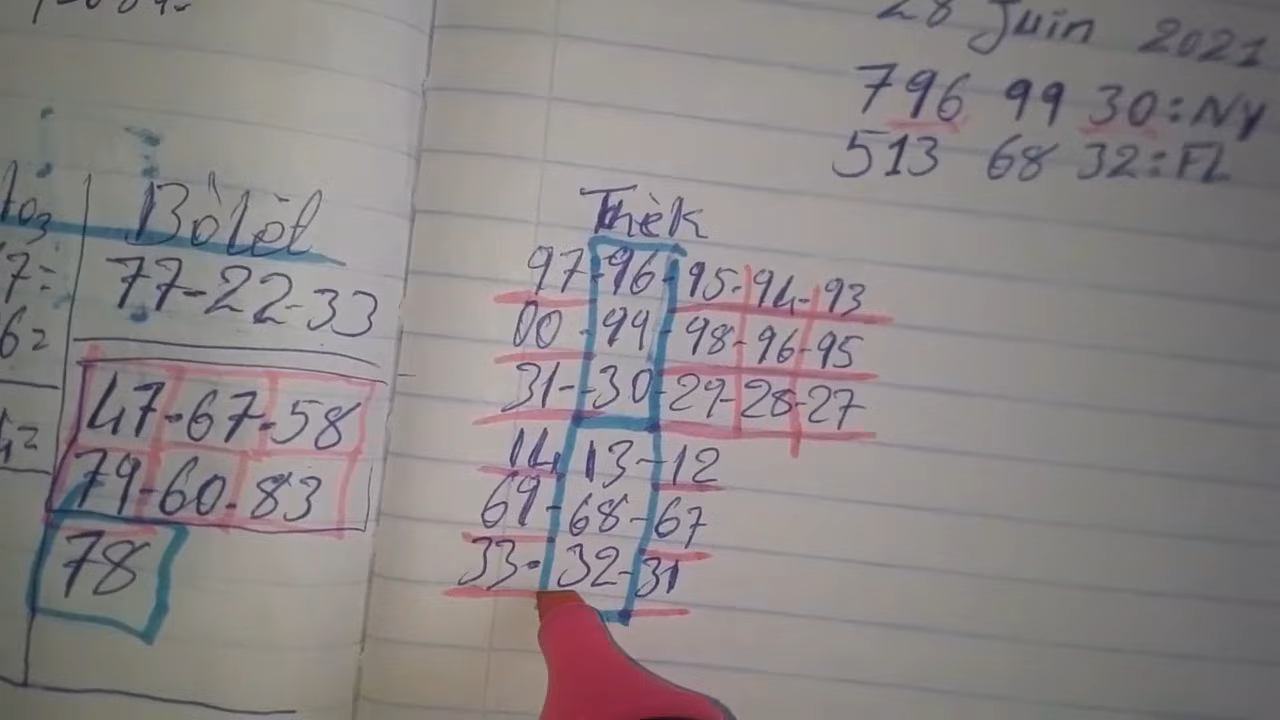 Bòlèt
77-22-33
47-67-58
79-60-83
78
28 Juin 2021
796 99 30:NY
513 68 32:FL
Thèk
97-96-95-94-93
00-99-98-96-95
31-30-29-28-27
14 13-12
69-68-67
33-32-31